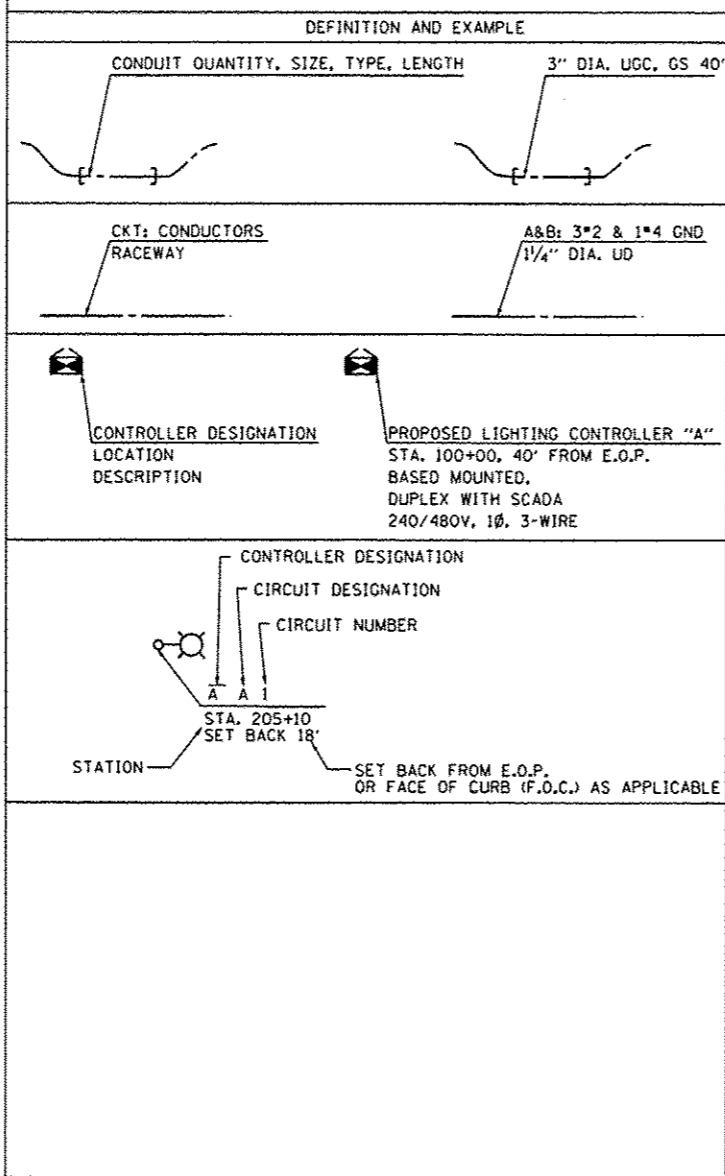 DEFINITION AND EXAMPLE
CONDUIT QUANTITY, SIZE, TYPE, LENGTH
3" DIA. UGC, GS 40'
CKT: CONDUCTORS
RACEWAY
A&B: 3#2 & 1#4 GND
1¼" DIA. UD
CONTROLLER DESIGNATION
LOCATION
DESCRIPTION
PROPOSED LIGHTING CONTROLLER "A"
STA. 100+00, 40' FROM E.O.P.
BASED MOUNTED,
DUPLEX WITH SCADA
240/480V, 1Ø, 3-WIRE
CONTROLLER DESIGNATION
CIRCUIT DESIGNATION
CIRCUIT NUMBER
A A 1
STA. 205+10
SET BACK 18'
STATION
SET BACK FROM E.O.P.
OR FACE OF CURB (F.O.C.) AS APPLICABLE